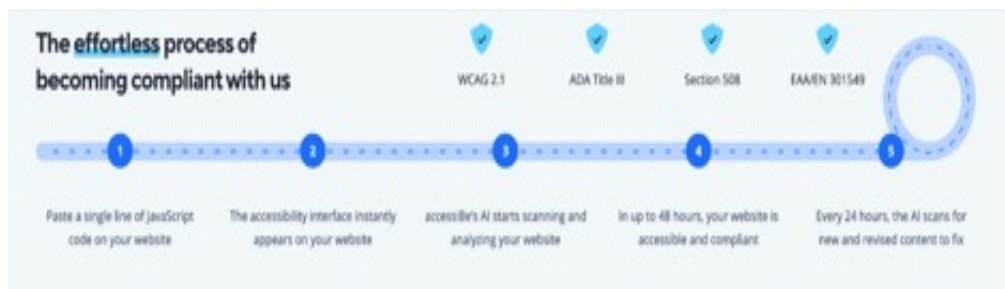 The effortless process of
becoming compliant with us
WCAG 2.1
ADA Title III
Section 508
EAA/EN 301549
1
2
3
4
5
Paste a single line of JavaScript
code on your website
The accessibility interface instantly
appears on your website
accessiBe's AI starts scanning and
analyzing your website
In up to 48 hours, your website is
accessible and compliant
Every 24 hours, the AI scans for
new and revised content to fix